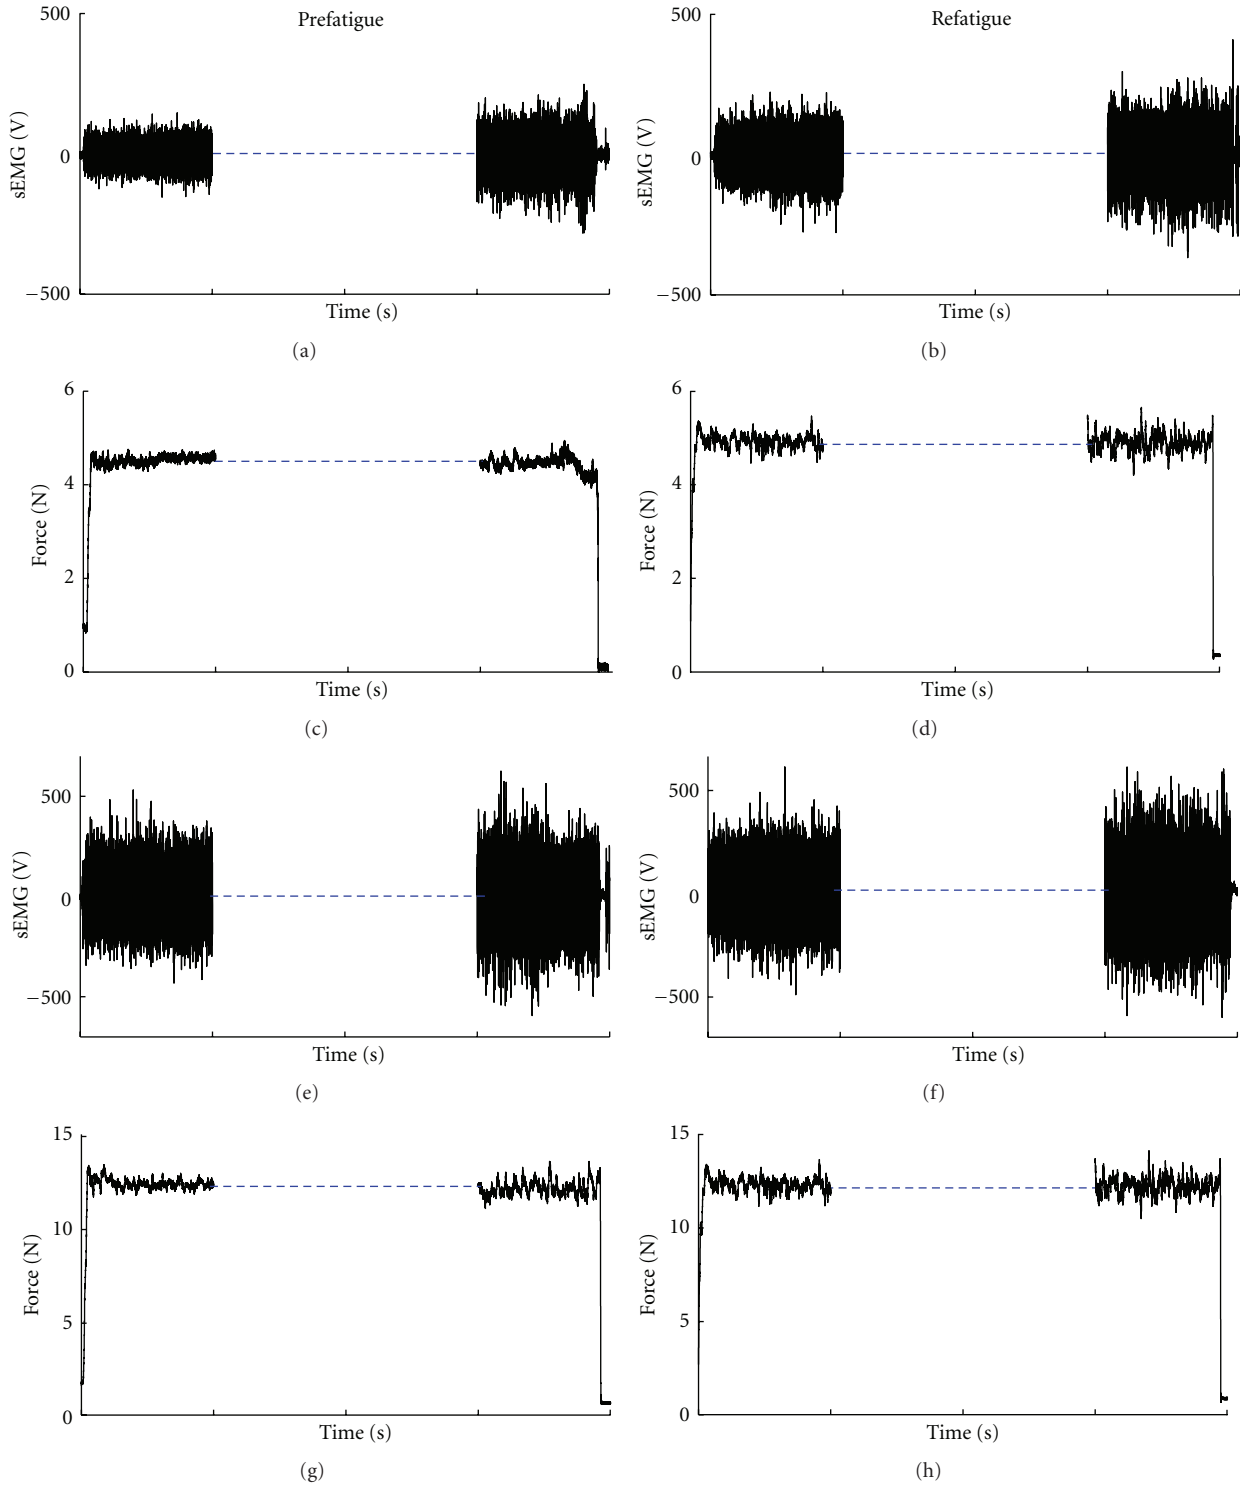 Prefatigue
500
0
−500
sEMG (V)
Time (s)
(a)
Refatigue
500
0
−500
sEMG (V)
Time (s)
(b)
6
4
2
0
Force (N)
Time (s)
(c)
6
4
2
0
Force (N)
Time (s)
(d)
500
0
−500
sEMG (V)
Time (s)
(e)
500
0
−500
sEMG (V)
Time (s)
(f)
15
10
5
0
Force (N)
Time (s)
(g)
15
10
5
0
Force (N)
Time (s)
(h)